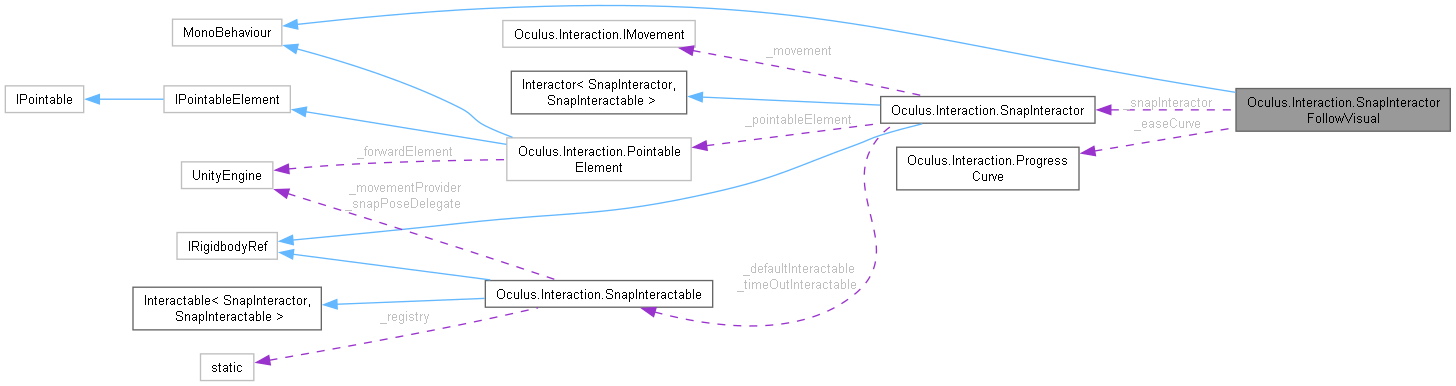 MonoBehaviour
Oculus.Interaction.IMovement
_movement
Interactor< SnapInteractor,
SnapInteractable >
IPointable
IPointableElement
Oculus.Interaction.SnapInteractor
_snapInteractor
Oculus.Interaction.SnapInteractor
FollowVisual
_pointableElement
_easeCurve
_forwardElement
Oculus.Interaction.Pointable
Element
Oculus.Interaction.Progress
Curve
UnityEngine
_movementProvider
_snapPoseDelegate
IRigidbodyRef
_defaultInteractable
_timeOutInteractable
Interactable< SnapInteractor,
SnapInteractable >
Oculus.Interaction.SnapInteractable
_registry
static